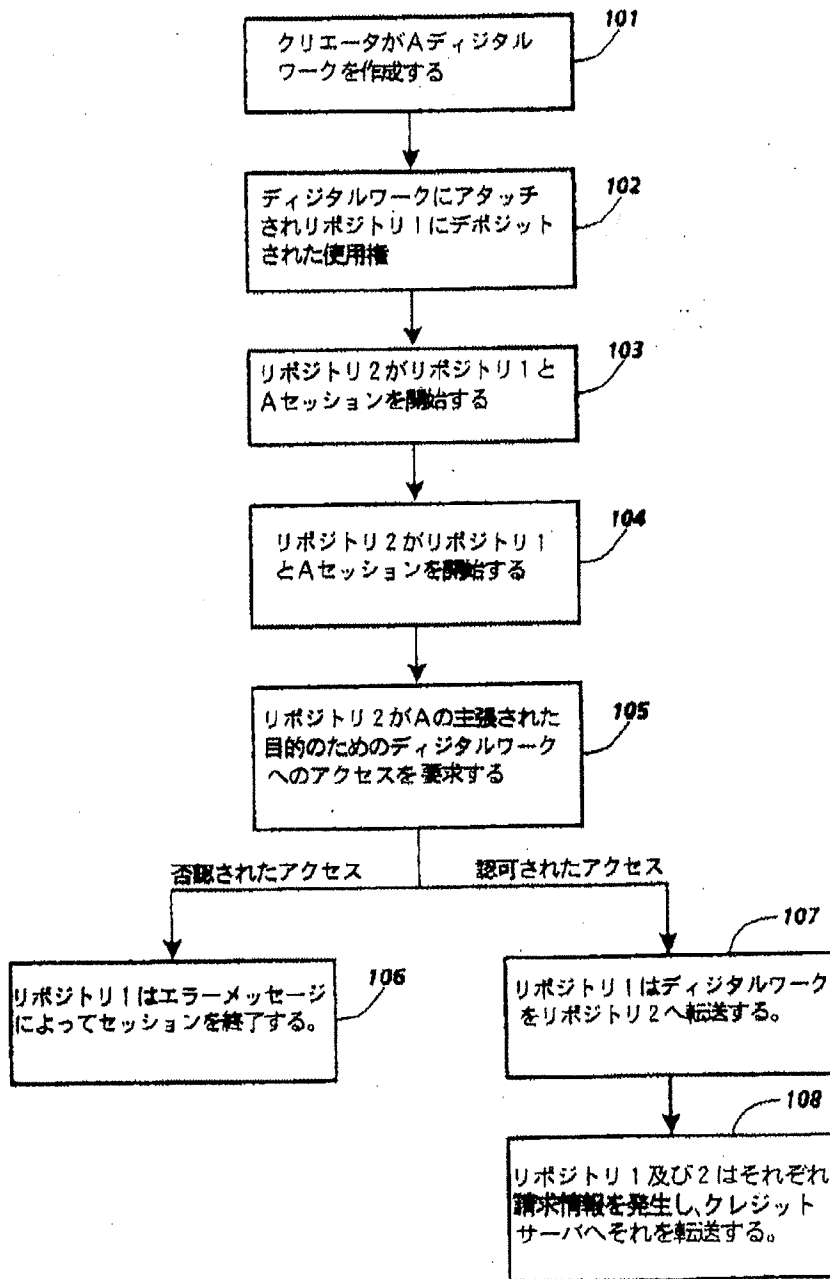 101
クリエータがAディジタル
ワークを作成する
102
ディジタルワークにアタッチ
されリポジトリ1にデポジット
された使用権
103
リポジトリ2がリポジトリ1と
Aセッションを開始する
104
リポジトリ2がリポジトリ1
とAセッションを開始する
105
リポジトリ2がAの主張された
目的のためのディジタルワーク
へのアクセスを要求する
否認されたアクセス
認可されたアクセス
106
リポジトリ1はエラーメッセージ
によってセッションを終了する。
107
リポジトリ1はディジタルワーク
をリポジトリ2へ転送する。
108
リポジトリ1及び2はそれぞれ
請求情報を発生し、クレジット
サーバへそれを転送する。